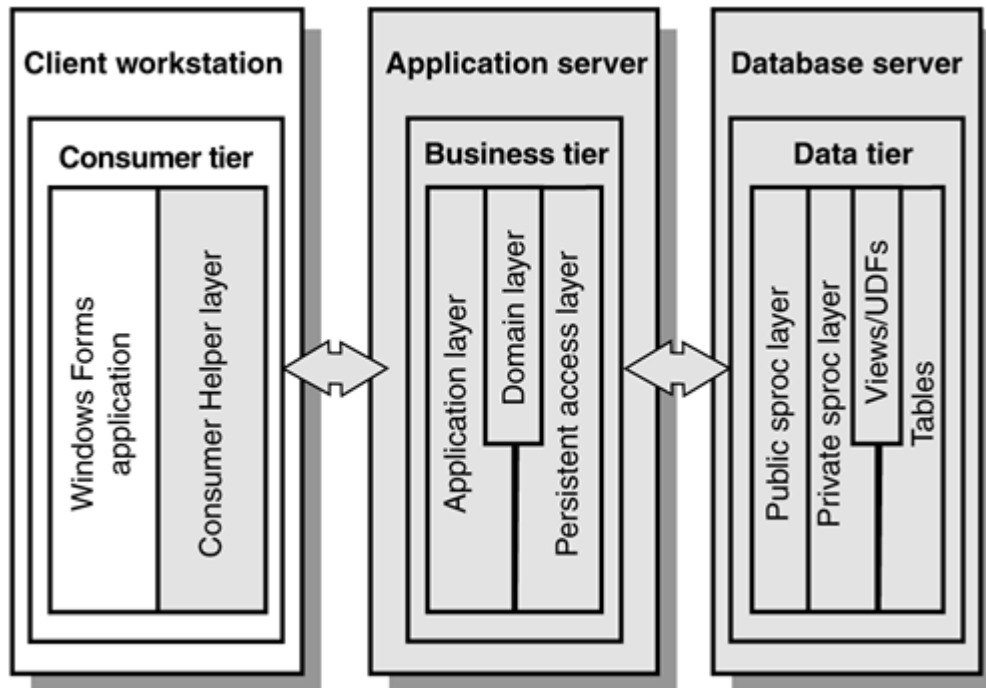 Client workstation
Consumer tier
Windows Forms
application
Consumer Helper layer
Application server
Business tier
Application layer
Domain layer
Persistent access layer
Database server
Data tier
Public sproc layer
Private sproc layer
Views/UDFs
Tables